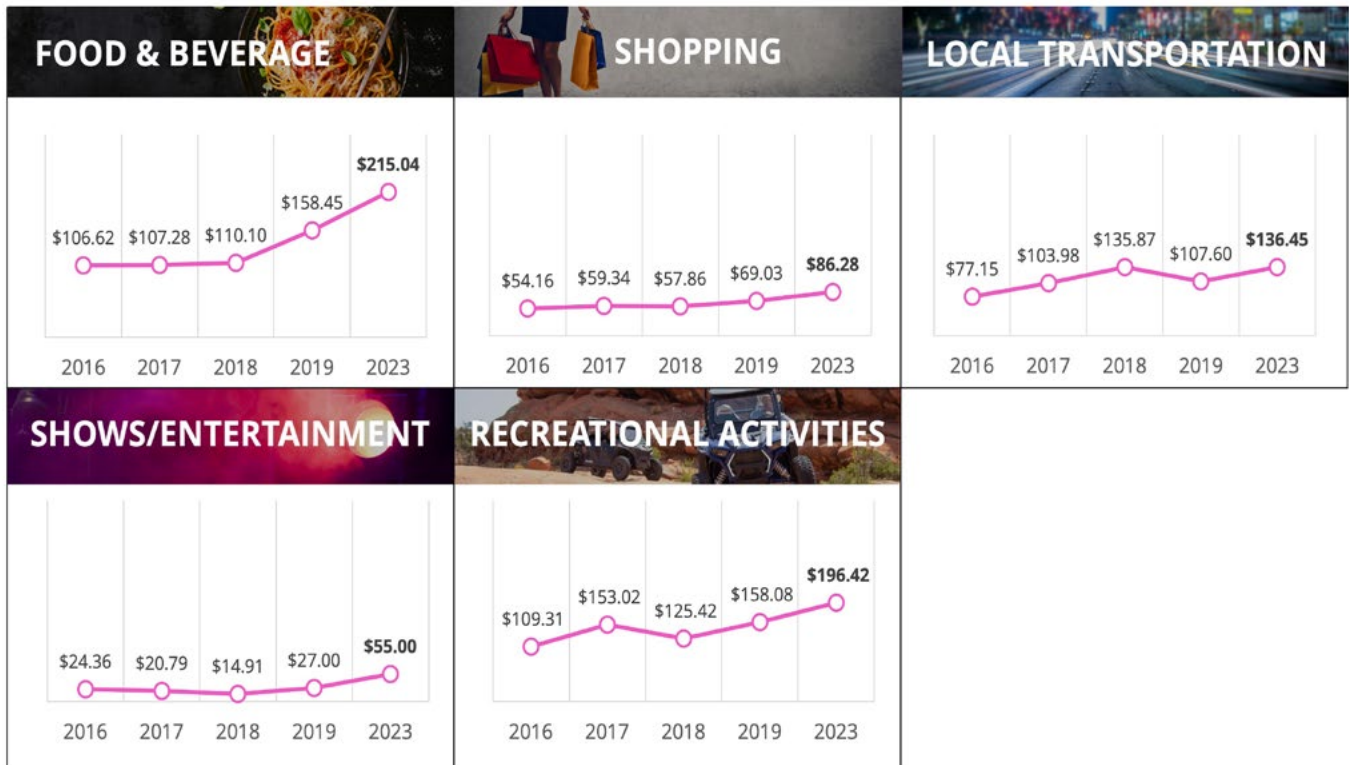 FOOD & BEVERAGE
$106.62 $107.28 $110.10 $158.45 $215.04
2016 2017 2018 2019 2023
SHOPPING
$54.16 $59.34 $57.86 $69.03 $86.28
2016 2017 2018 2019 2023
LOCAL TRANSPORTATION
$77.15 $103.98 $135.87 $107.60 $136.45
2016 2017 2018 2019 2023
SHOWS/ENTERTAINMENT
$24.36 $20.79 $14.91 $27.00 $55.00
2016 2017 2018 2019 2023
RECREATIONAL ACTIVITIES
$109.31 $153.02 $125.42 $158.08 $196.42
2016 2017 2018 2019 2023